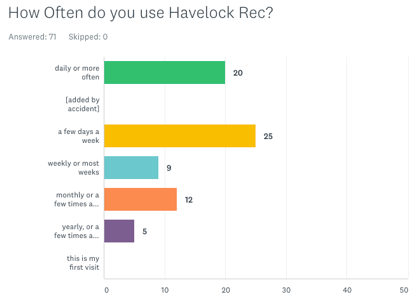 How Often do you use Havelock Rec?
Answered: 71 Skipped: 0
daily or more
often
20
[added by
accident]
a few days a
week
25
weekly or most
weeks
9
monthly or a
few times a...
12
yearly, or a
few times a...
5
this is my
first visit
0 10 20 30 40 50